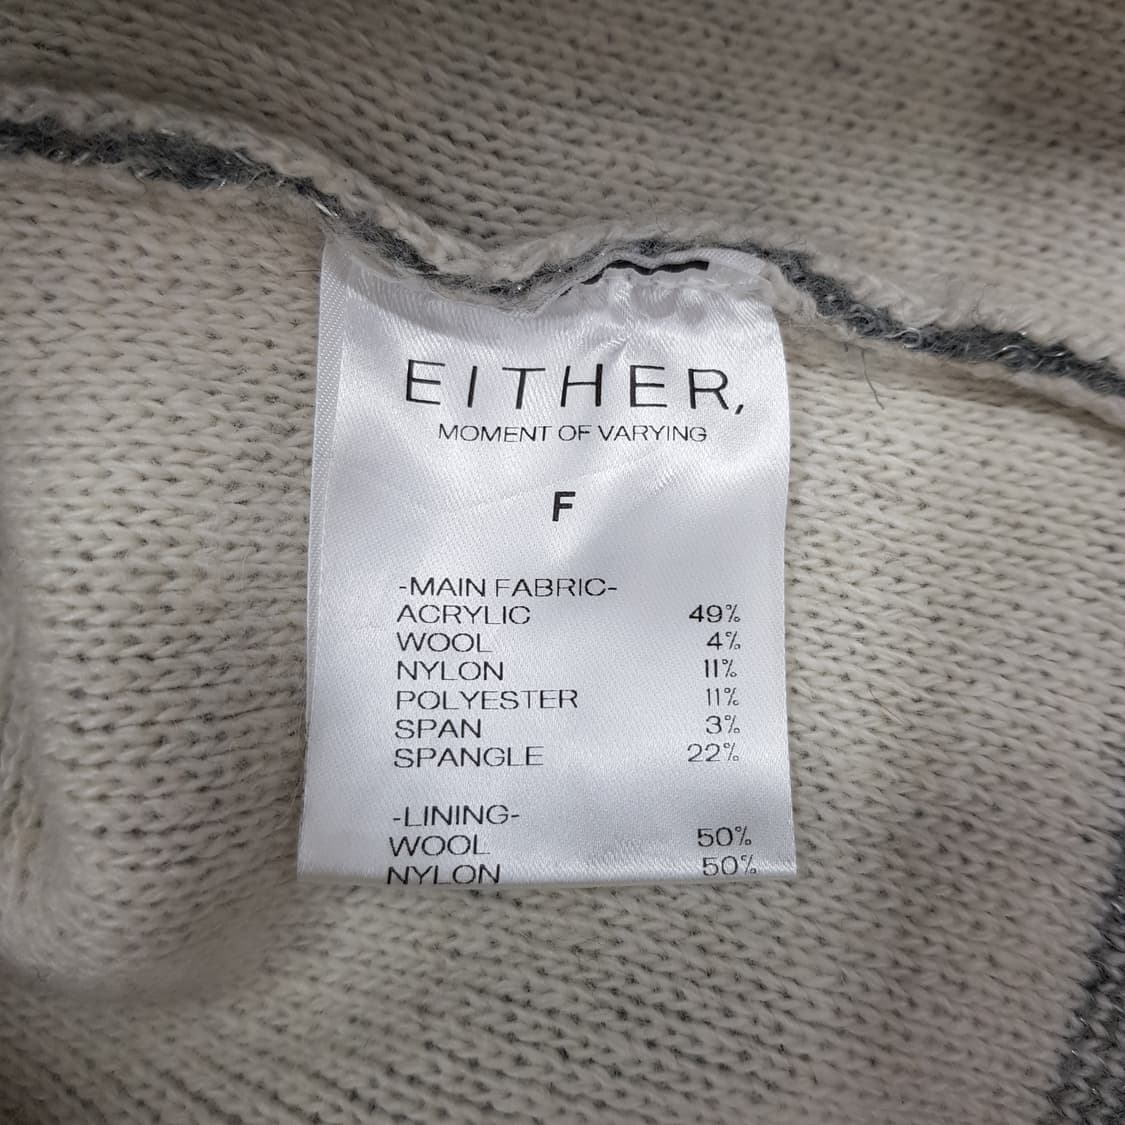 EITHER,
MOMENT OF VARYING
F
-MAIN FABRIC-
ACRYLIC 49%
WOOL 4%
NYLON 11%
POLYESTER 11%
SPAN 3%
SPANGLE 22%
-LINING-
WOOL 50%
NYLON 50%